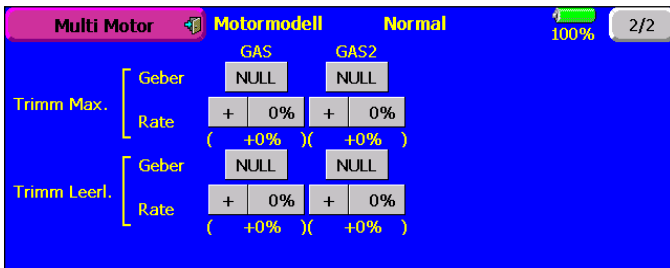 Multi Motor Motormodell Normal 100% 2/2
GAS GAS2
Geber NULL NULL
Trimm Max.
Rate + 0% + 0%
( +0% )( +0% )
Geber NULL NULL
Trimm Leerl.
Rate + 0% + 0%
( +0% )( +0% )